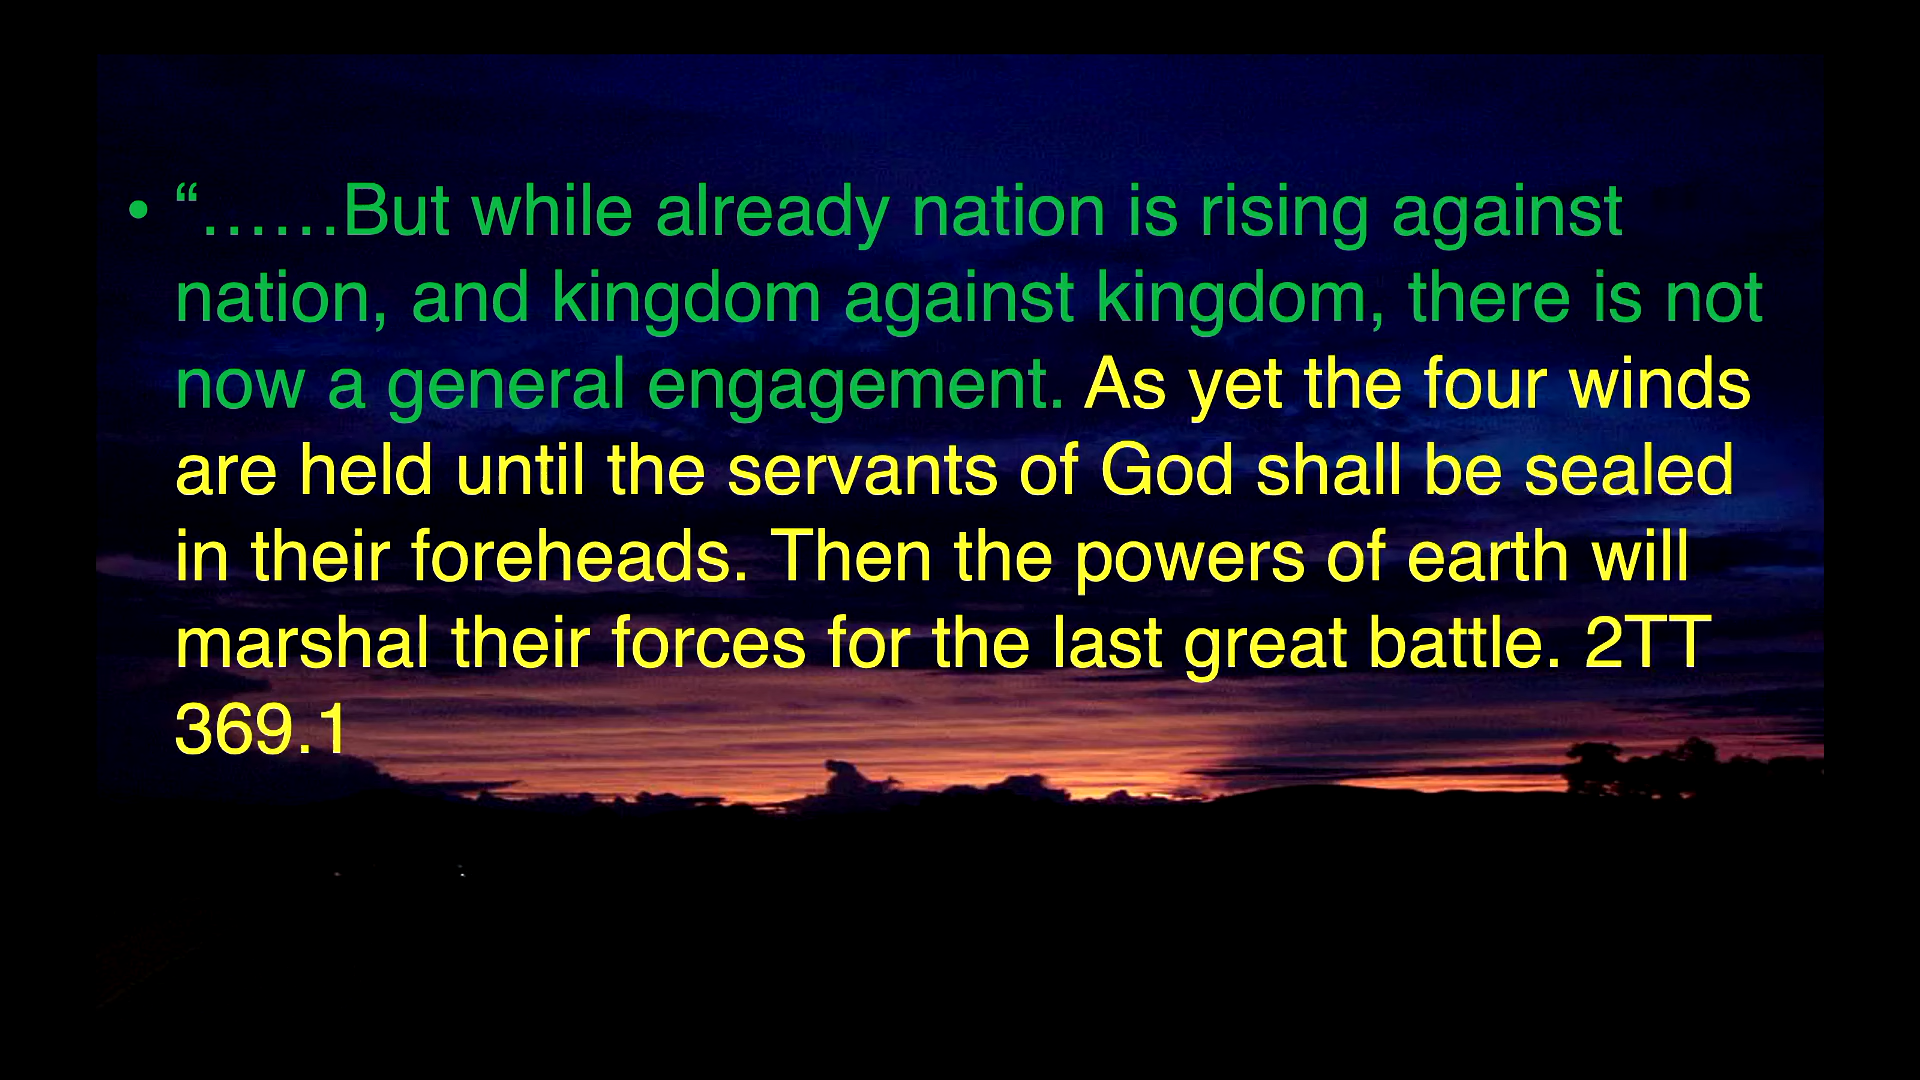 • “……But while already nation is rising against
nation, and kingdom against kingdom, there is not
now a general engagement. As yet the four winds
are held until the servants of God shall be sealed
in their foreheads. Then the powers of earth will
marshal their forces for the last great battle. 2TT
369.1